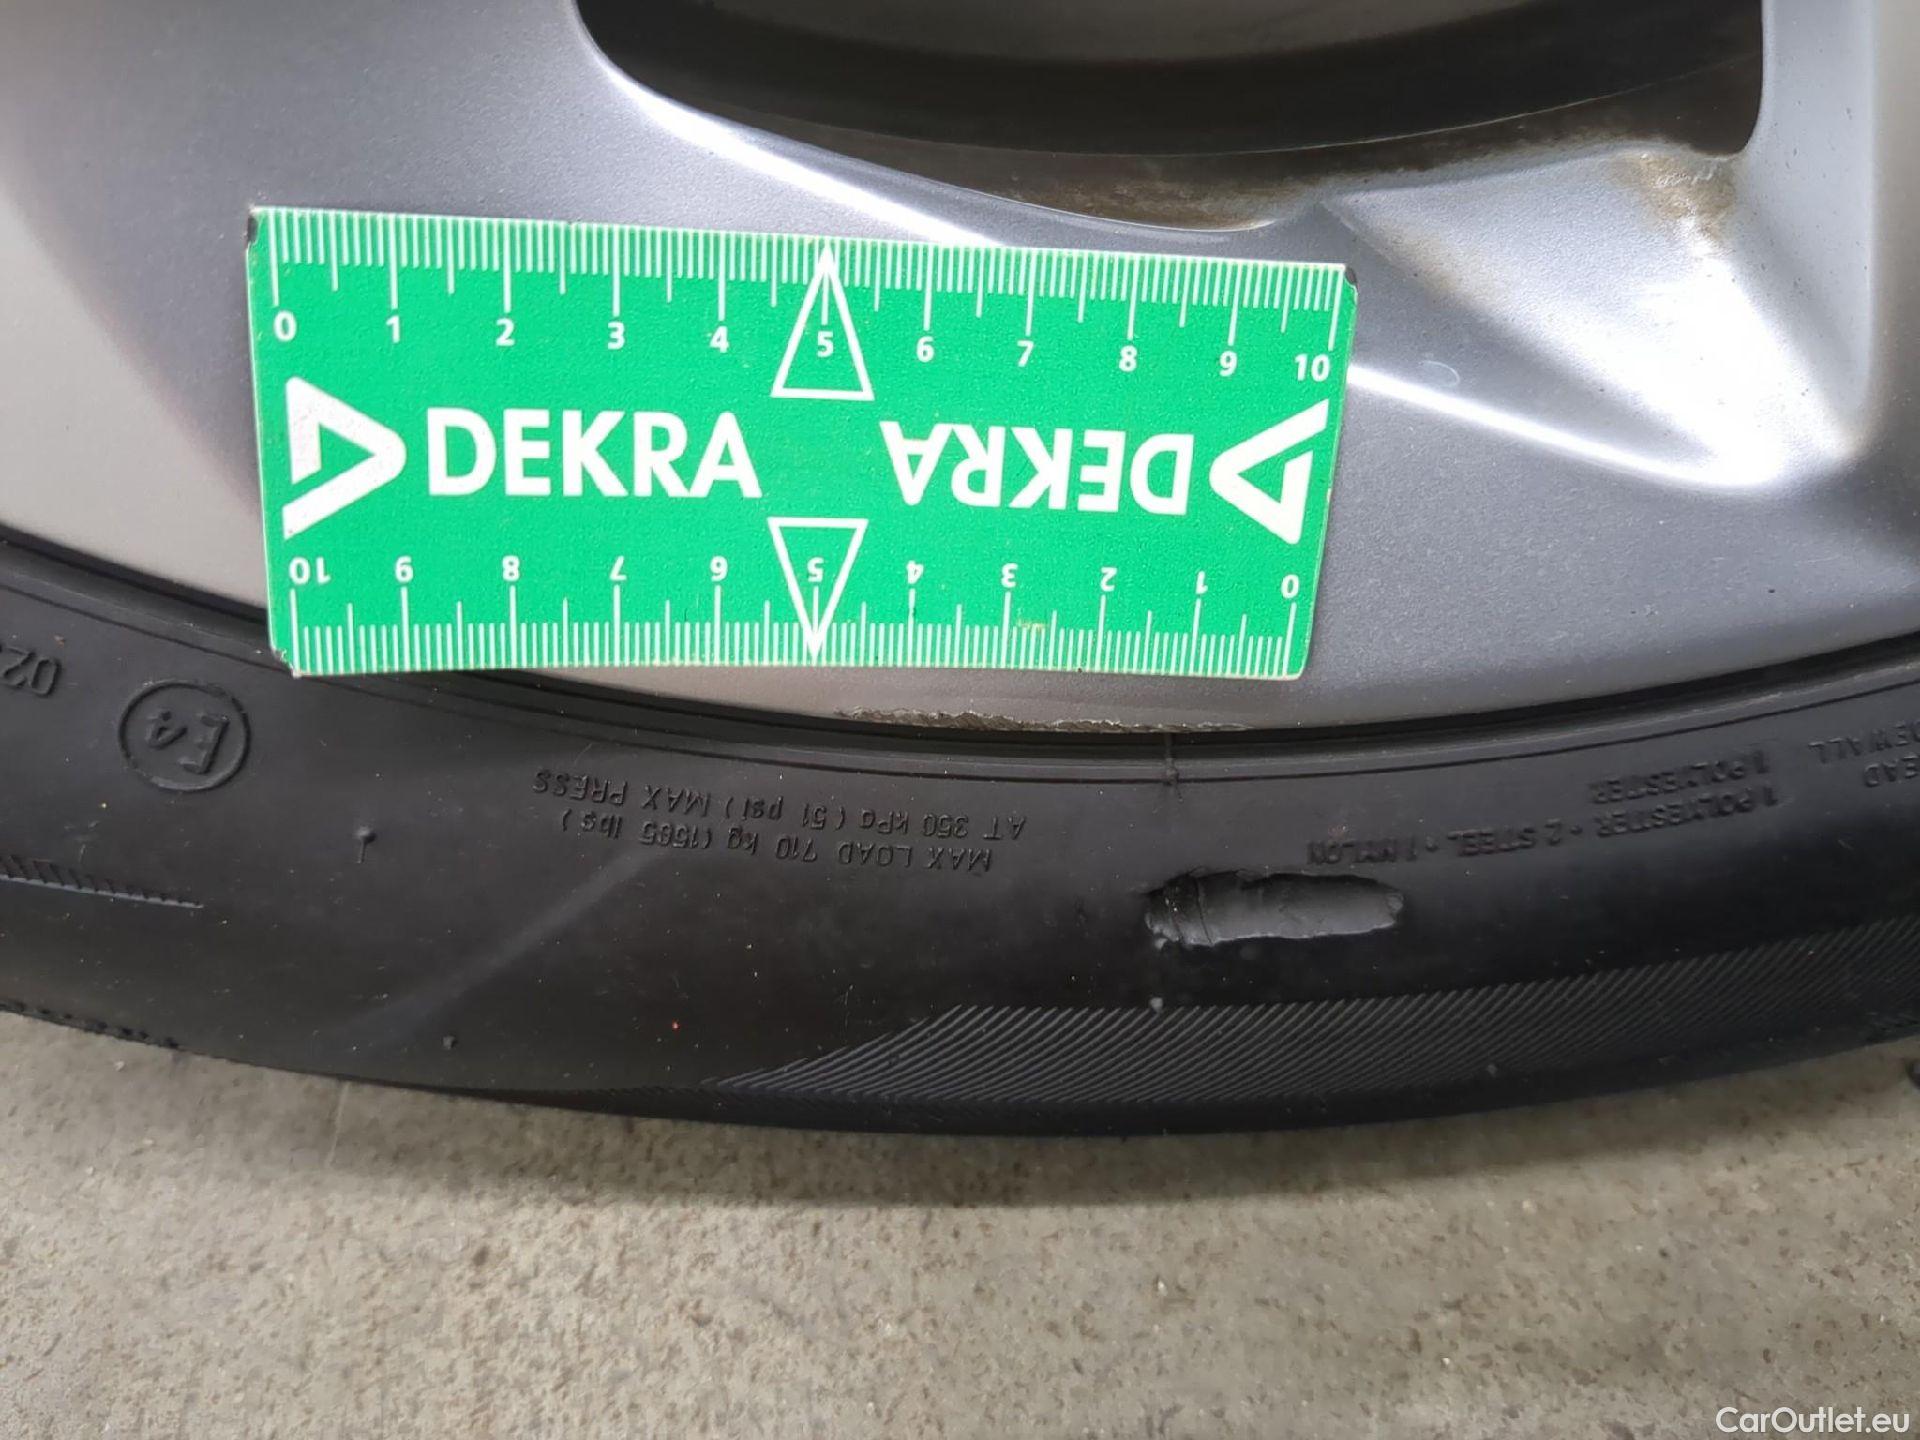 0 1 2 3 4 5 6 7 8 9 10
DEKRA DEKRA
10 9 8 7 6 5 4 3 2 1 0
E4
MAX LOAD 710 kg (1565 lbs)
AT 350 kPa (51 psi) MAX PRESS
1 POLYESTER + 2 STEEL + 1 NYLON
1 POLYESTER
CarOutlet.eu